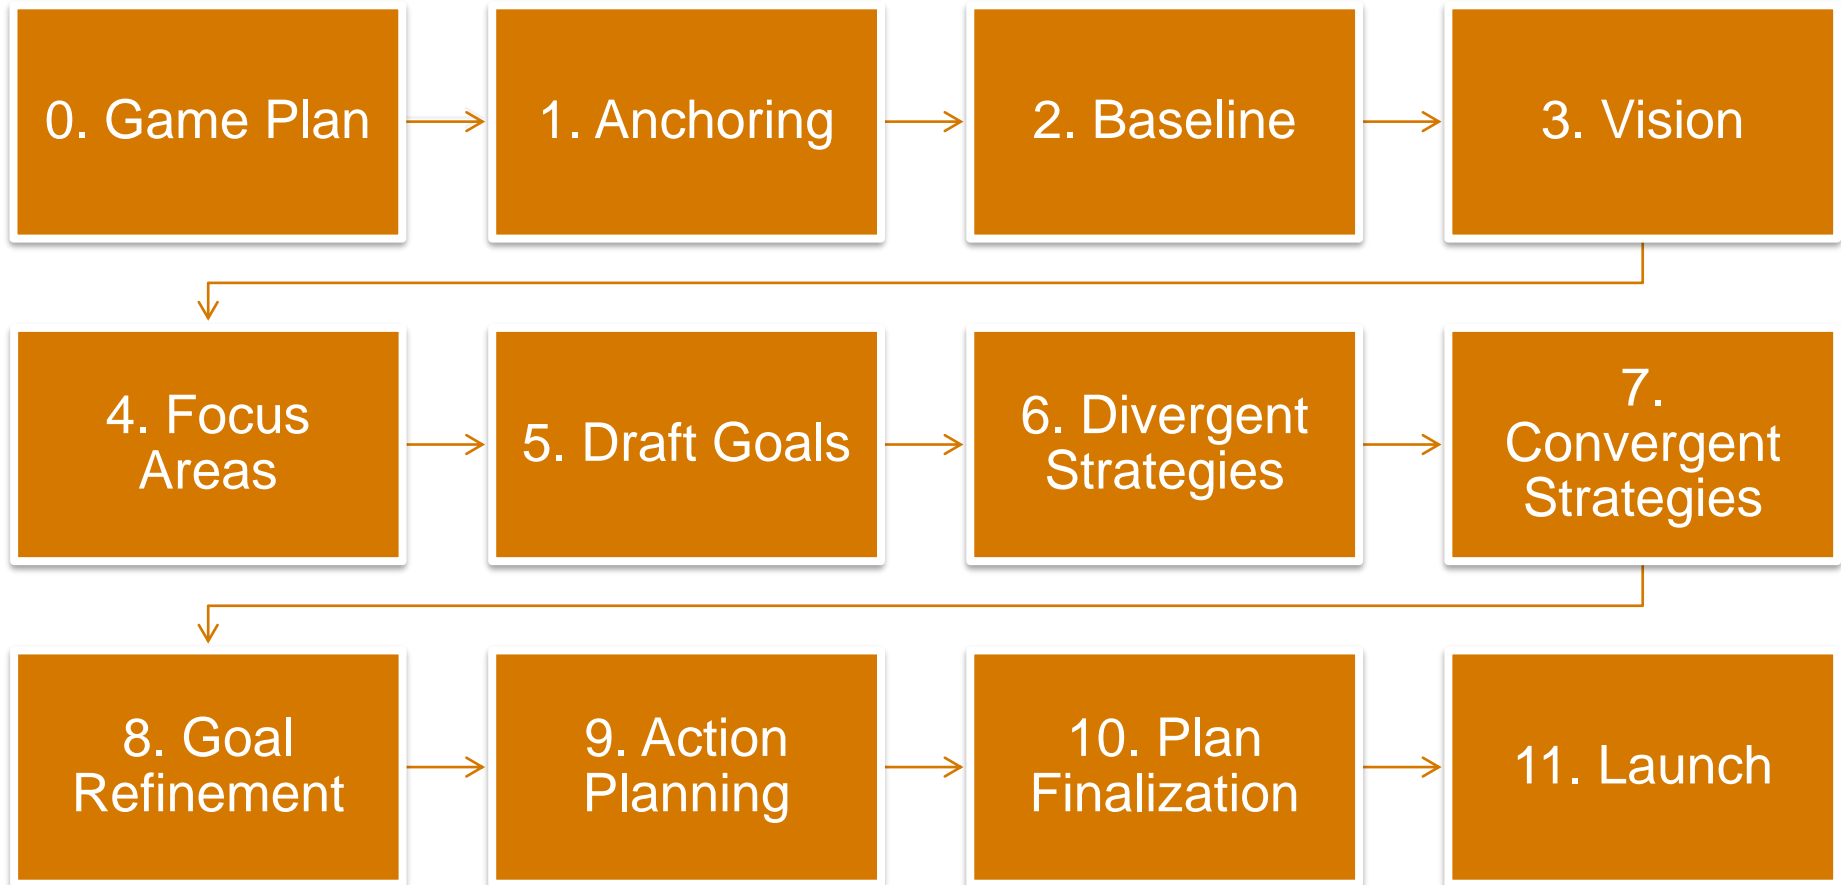 0. Game Plan
1. Anchoring
2. Baseline
3. Vision
4. Focus
Areas
5. Draft Goals
6. Divergent
Strategies
7.
Convergent
Strategies
8. Goal
Refinement
9. Action
Planning
10. Plan
Finalization
11. Launch